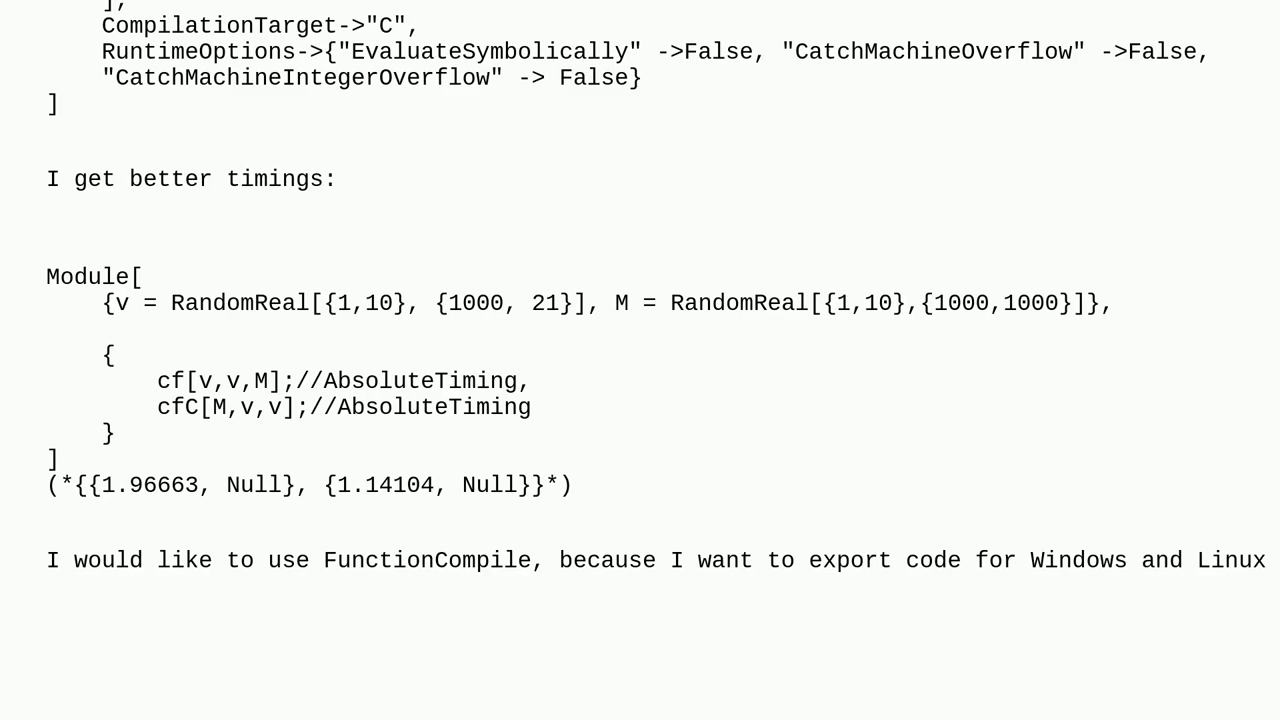 ],
CompilationTarget->"C",
RuntimeOptions->{"EvaluateSymbolically" ->False, "CatchMachineOverflow" ->False,
"CatchMachineIntegerOverflow" -> False}
]
I get better timings:
Module[
{v = RandomReal[{1,10}, {1000, 21}], M = RandomReal[{1,10},{1000,1000}]},
{
cf[v,v,M];//AbsoluteTiming,
cfC[M,v,v];//AbsoluteTiming
}
]
(*{{1.96663, Null}, {1.14104, Null}}*)
I would like to use FunctionCompile, because I want to export code for Windows and Linux